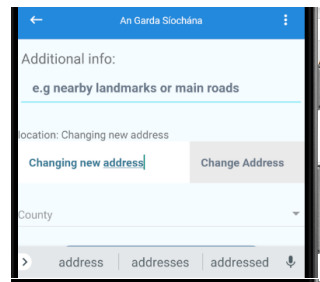 An Garda Síochána
Additional info:
e.g nearby landmarks or main roads
location: Changing new address
Changing new address Change Address
County
address addresses addressed